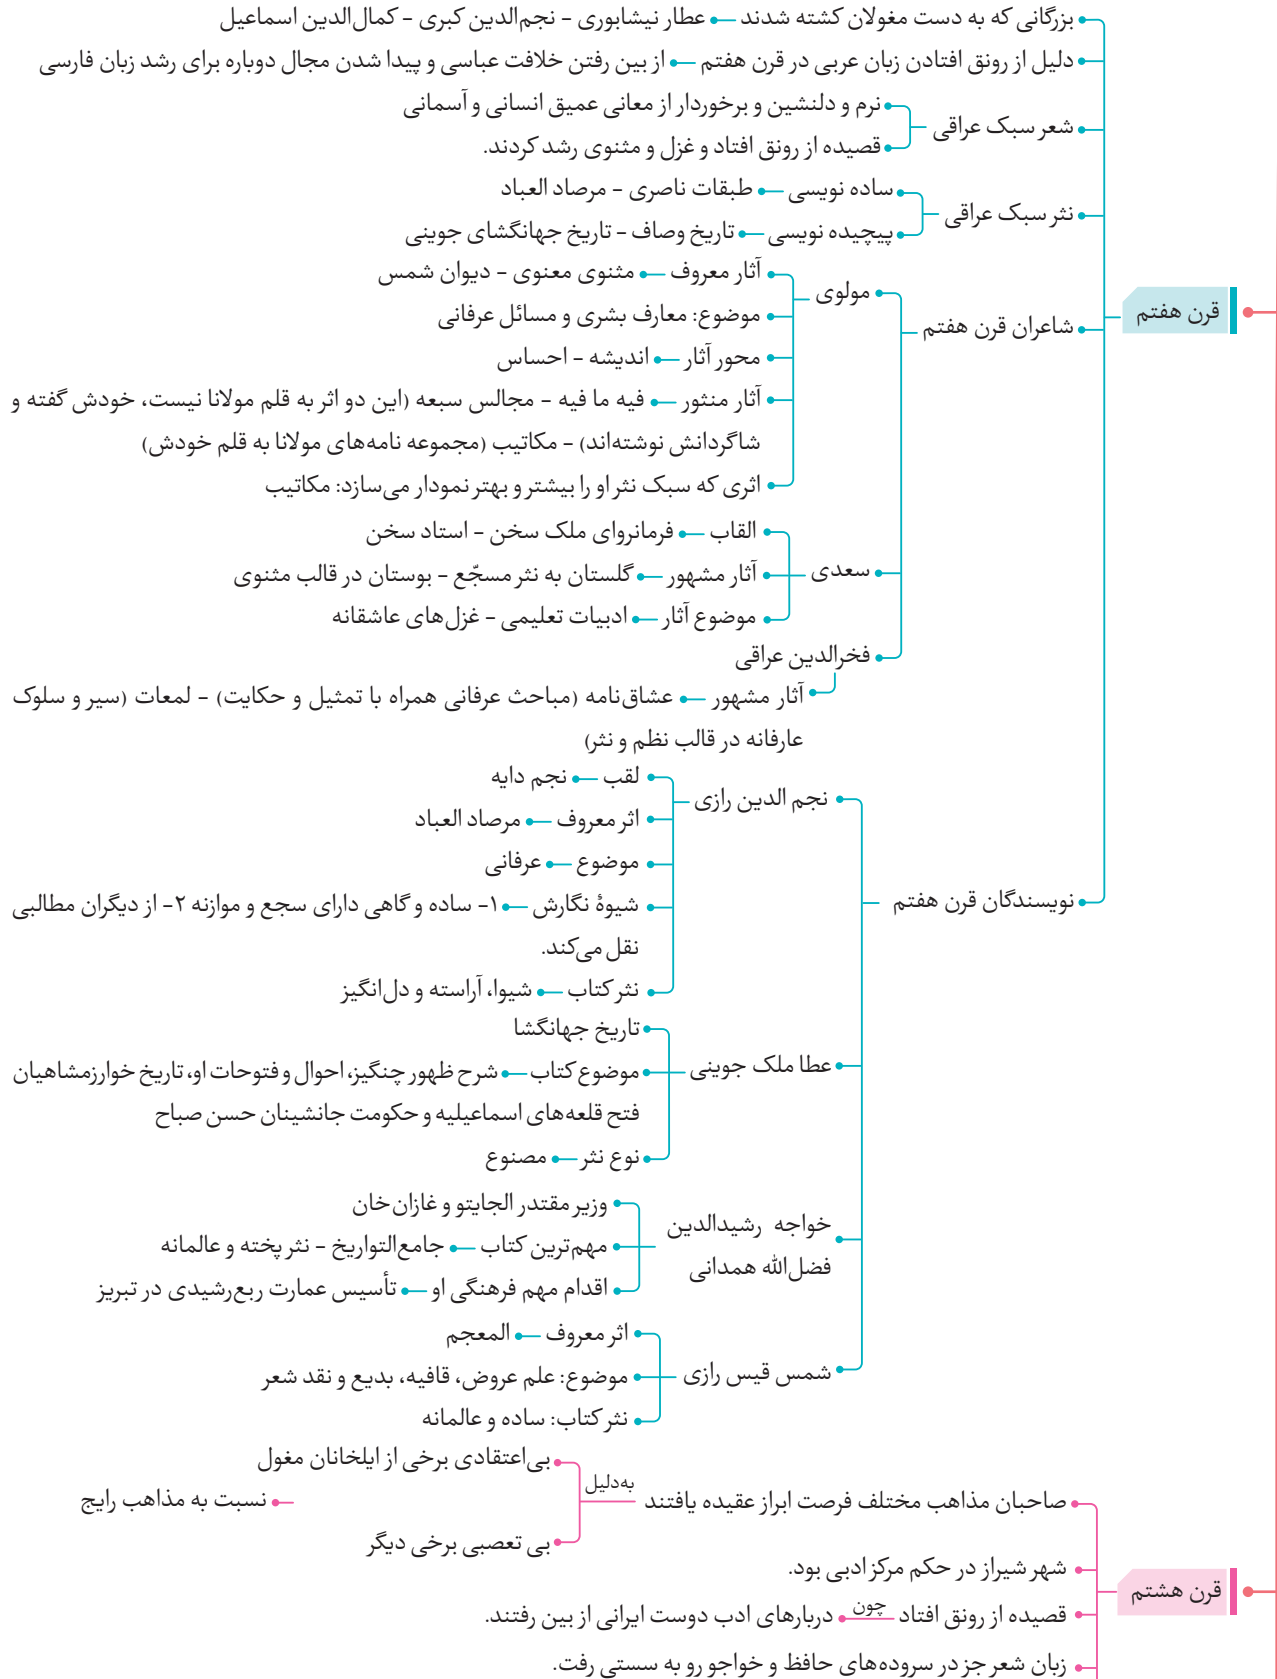 قرن هفتم
بزرگانی که به دست مغولان کشته شدند عطار نیشابوری - نجم‌الدین کبری - کمال‌الدین اسماعیل
دلیل از رونق افتادن زبان عربی در قرن هفتم از بین رفتن خلافت عباسی و پیدا شدن مجال دوباره برای رشد زبان فارسی
شعر سبک عراقی
نرم و دلنشین و برخوردار از معانی عمیق انسانی و آسمانی
قصیده از رونق افتاد و غزل و مثنوی رشد کردند.
نثر سبک عراقی
ساده نویسی طبقات ناصری - مرصاد العباد
پیچیده نویسی تاریخ وصاف - تاریخ جهانگشای جوینی
شاعران قرن هفتم
مولوی
آثار معروف مثنوی معنوی - دیوان شمس
موضوع: معارف بشری و مسائل عرفانی
محور آثار اندیشه - احساس
آثار منثور فیه ما فیه - مجالس سبعه (این دو اثر به قلم مولانا نیست، خودش گفته و
شاگردانش نوشته‌اند) - مکاتیب (مجموعه نامه‌های مولانا به قلم خودش)
اثری که سبک نثر او را بیشتر و بهتر نمودار می‌سازد: مکاتیب
سعدی
القاب فرمانروای ملک سخن - استاد سخن
آثار مشهور گلستان به نثر مسجّع - بوستان در قالب مثنوی
موضوع آثار ادبیات تعلیمی - غزل‌های عاشقانه
فخرالدین عراقی
آثار مشهور عشاق‌نامه (مباحث عرفانی همراه با تمثیل و حکایت) - لمعات (سیر و سلوک
عارفانه در قالب نظم و نثر)
نویسندگان قرن هفتم
نجم الدین رازی
لقب نجم دایه
اثر معروف مرصاد العباد
موضوع عرفانی
شیوهٔ نگارش ۱- ساده و گاهی دارای سجع و موازنه ۲- از دیگران مطالبی
نقل می‌کند.
نثر کتاب شیوا، آراسته و دل‌انگیز
عطا ملک جوینی
تاریخ جهانگشا
موضوع کتاب شرح ظهور چنگیز، احوال و فتوحات او، تاریخ خوارزمشاهیان
فتح قلعه‌های اسماعیلیه و حکومت جانشینان حسن صباح
نوع نثر مصنوع
خواجه رشیدالدین
فضل‌الله همدانی
وزیر مقتدر الجایتو و غازان‌خان
مهم‌ترین کتاب جامع‌التواریخ - نثر پخته و عالمانه
اقدام مهم فرهنگی او تأسیس عمارت ربع‌رشیدی در تبریز
شمس قیس رازی
اثر معروف المعجم
موضوع: علم عروض، قافیه، بدیع و نقد شعر
نثر کتاب: ساده و عالمانه
قرن هشتم
صاحبان مذاهب مختلف فرصت ابراز عقیده یافتند
به‌دلیل
بی‌اعتقادی برخی از ایلخانان مغول
بی تعصبی برخی دیگر
نسبت به مذاهب رایج
شهر شیراز در حکم مرکز ادبی بود.
قصیده از رونق افتاد چون دربارهای ادب دوست ایرانی از بین رفتند.
زبان شعر جز در سروده‌های حافظ و خواجو رو به سستی رفت.